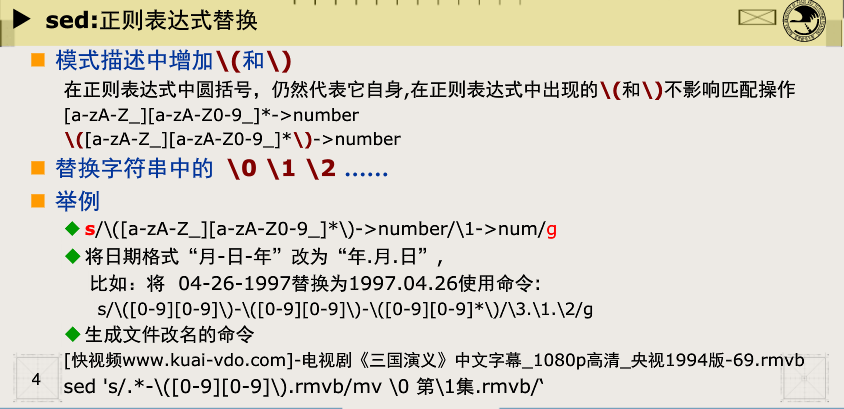 sed:正则表达式替换
模式描述中增加\(和\)
在正则表达式中圆括号，仍然代表它自身,在正则表达式中出现的\(和\)不影响匹配操作
[a-zA-Z_][a-zA-Z0-9_]*->number
\([a-zA-Z_][a-zA-Z0-9_]*\)->number
替换字符串中的 \0 \1 \2 ......
举例
s/\([a-zA-Z_][a-zA-Z0-9_]*\)->number/\1->num/g
将日期格式“月-日-年”改为“年.月.日”,
比如：将 04-26-1997替换为1997.04.26使用命令:
s/\([0-9][0-9]\)-\([0-9][0-9]\)-\([0-9][0-9]*\)/\3.\1.\2/g
生成文件改名的命令
[快视频www.kuai-vdo.com]-电视剧《三国演义》中文字幕_1080p高清_央视1994版-69.rmvb
sed 's/.*-\([0-9][0-9]\).rmvb/mv \0 第\1集.rmvb/‘
4